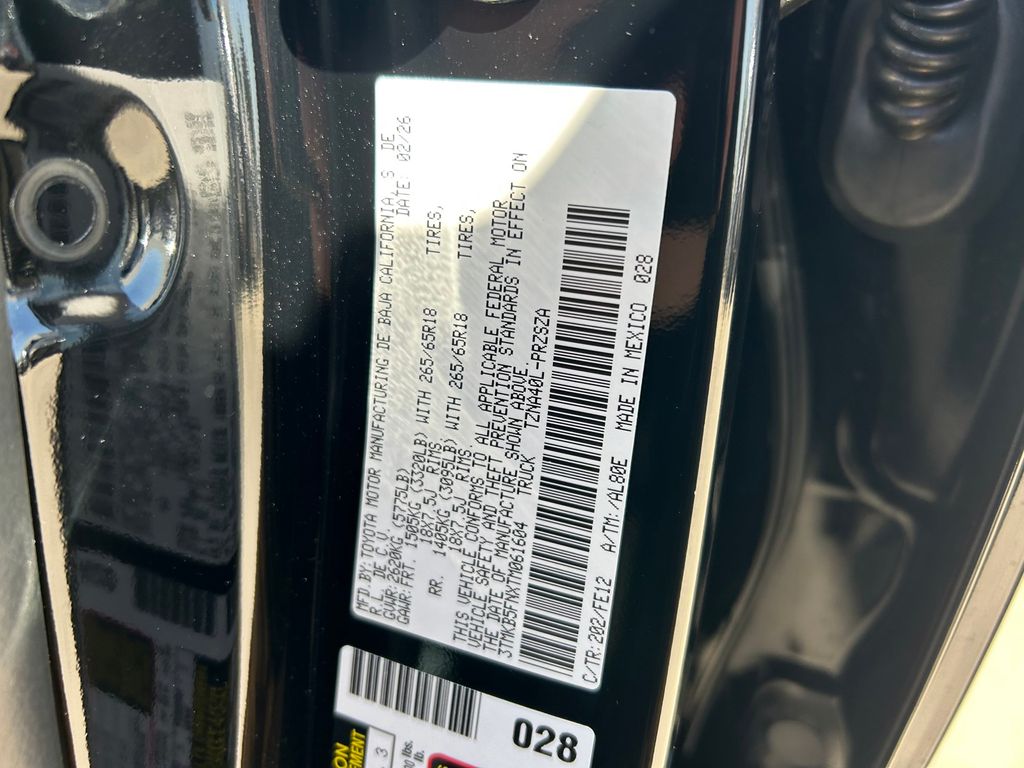 MFD.BY:TOYOTA MOTOR MANUFACTURING DE BAJA CALIFORNIA S DE
R.L. DE C.V. DATE: 02/26
GVWR: 2620KG (5775LB)
GAWR:FRT. 1505KG (3320LB) WITH 265/65R18 TIRES,
18X7.5J RIMS
RR. 1405KG (3095LB) WITH 265/65R18 TIRES,
18X7.5J RIMS
THIS VEHICLE CONFORMS TO ALL APPLICABLE FEDERAL MOTOR
VEHICLE SAFETY AND THEFT PREVENTION STANDARDS IN EFFECT ON
THE DATE OF MANUFACTURE SHOWN ABOVE.
3TMKB5FNXTM061604 TRUCK TZNA40L-PRZSZA
C/TR:202/FE12 A/TM:/AL80E MADE IN MEXICO 028
028